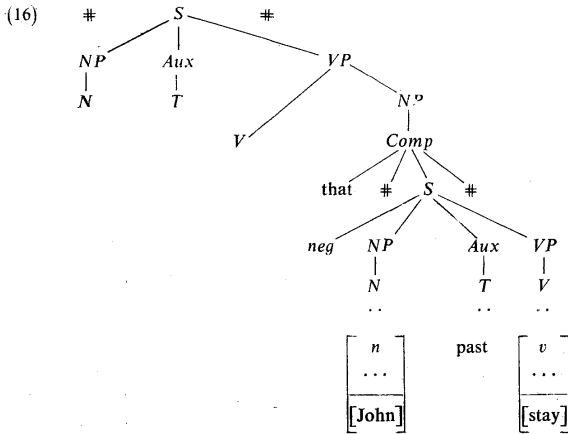 (16) # S #
NP Aux VP
N T
NP
V
Comp
that # S #
neg NP Aux VP
N T V
.. .. ..
n past v
... ...
[John] [stay]